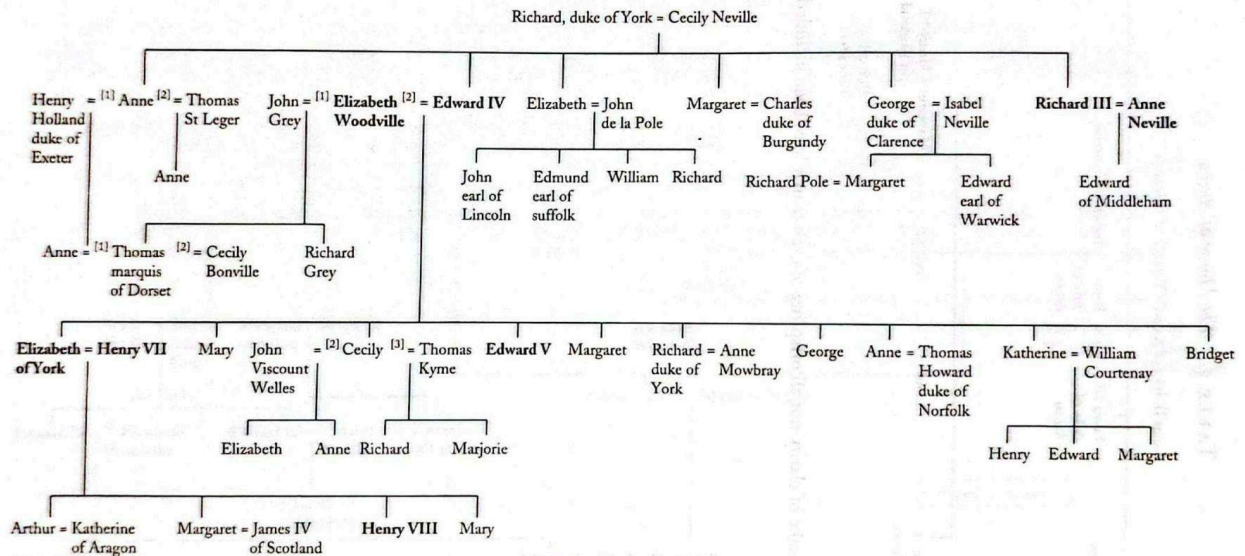 Richard, duke of York = Cecily Neville
Henry = [1] Anne [2] = Thomas
Holland St Leger
duke of
Exeter
Anne
John = [1] Elizabeth [2] = Edward IV
Grey Woodville
Elizabeth = John
de la Pole
Margaret = Charles
duke of
Burgundy
George = Isabel
duke of Neville
Clarence
Richard III = Anne
Neville
John
earl of
Lincoln
Edmund
earl of
suffolk
William
Richard
Richard Pole = Margaret
Edward
earl of
Warwick
Edward
of Middleham
Anne = [1] Thomas [2] = Cecily
marquis Bonville
of Dorset
Richard
Grey
Elizabeth = Henry VII
of York
Mary
John = [2] Cecily [3] = Thomas
Viscount Kyme
Welles
Edward V
Margaret
Richard = Anne
duke of Mowbray
York
George
Anne = Thomas
Howard
duke of
Norfolk
Katherine = William
Courtenay
Bridget
Elizabeth
Anne
Richard
Marjorie
Henry
Edward
Margaret
Arthur = Katherine
of Aragon
Margaret = James IV
of Scotland
Henry VIII
Mary